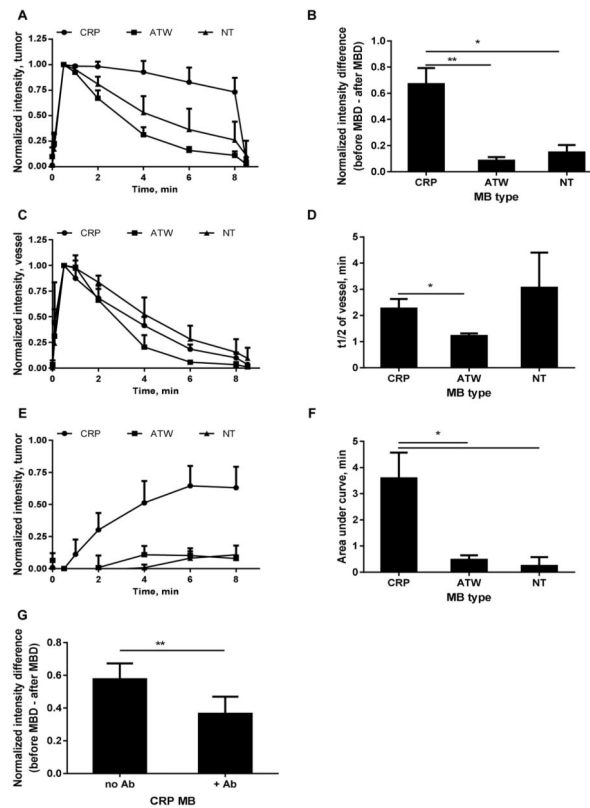 A
CRP ATW NT
Normalized intensity, tumor
1.25
1.00
0.75
0.50
0.25
0.00
0 2 4 6 8
Time, min
B
Normalized intensity difference
(before MBD - after MBD)
1.0
0.8
0.6
0.4
0.2
0.0
*
**
CRP ATW NT
MB type
C
CRP ATW NT
Normalized intensity, vessel
1.25
1.00
0.75
0.50
0.25
0.00
0 2 4 6 8
Time, min
D
t1/2 of vessel, min
5
4
3
2
1
0
*
CRP ATW NT
MB type
E
CRP ATW NT
Normalized intensity, tumor
1.00
0.75
0.50
0.25
0.00
0 2 4 6 8
Time, min
F
Area under curve, min
5
4
3
2
1
0
*
CRP ATW NT
MB type
G
Normalized intensity difference
(before MBD - after MBD)
0.8
0.6
0.4
0.2
0.0
**
no Ab + Ab
CRP MB